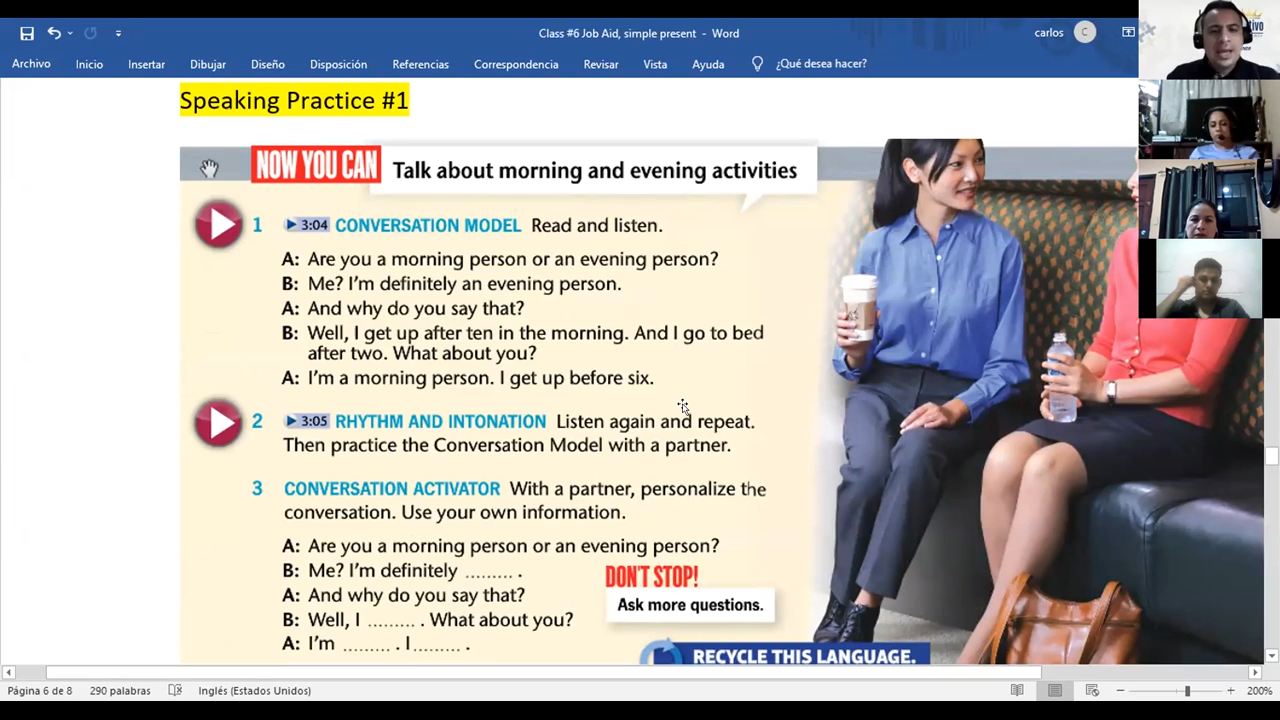 Class #6 Job Aid, simple present - Word
carlos
C
Archivo Inicio Insertar Dibujar Diseño Disposición Referencias Correspondencia Revisar Vista Ayuda ¿Qué desea hacer?
Speaking Practice #1
NOW YOU CAN Talk about morning and evening activities
1 3:04 CONVERSATION MODEL Read and listen.
A: Are you a morning person or an evening person?
B: Me? I'm definitely an evening person.
A: And why do you say that?
B: Well, I get up after ten in the morning. And I go to bed
after two. What about you?
A: I'm a morning person. I get up before six.
2 3:05 RHYTHM AND INTONATION Listen again and repeat.
Then practice the Conversation Model with a partner.
3 CONVERSATION ACTIVATOR With a partner, personalize the
conversation. Use your own information.
A: Are you a morning person or an evening person?
B: Me? I'm definitely ......... .
A: And why do you say that?
B: Well, I ......... . What about you?
A: I'm ......... . I ......... .
DON'T STOP!
Ask more questions.
RECYCLE THIS LANGUAGE.
Página 6 de 8 290 palabras Inglés (Estados Unidos) 200%